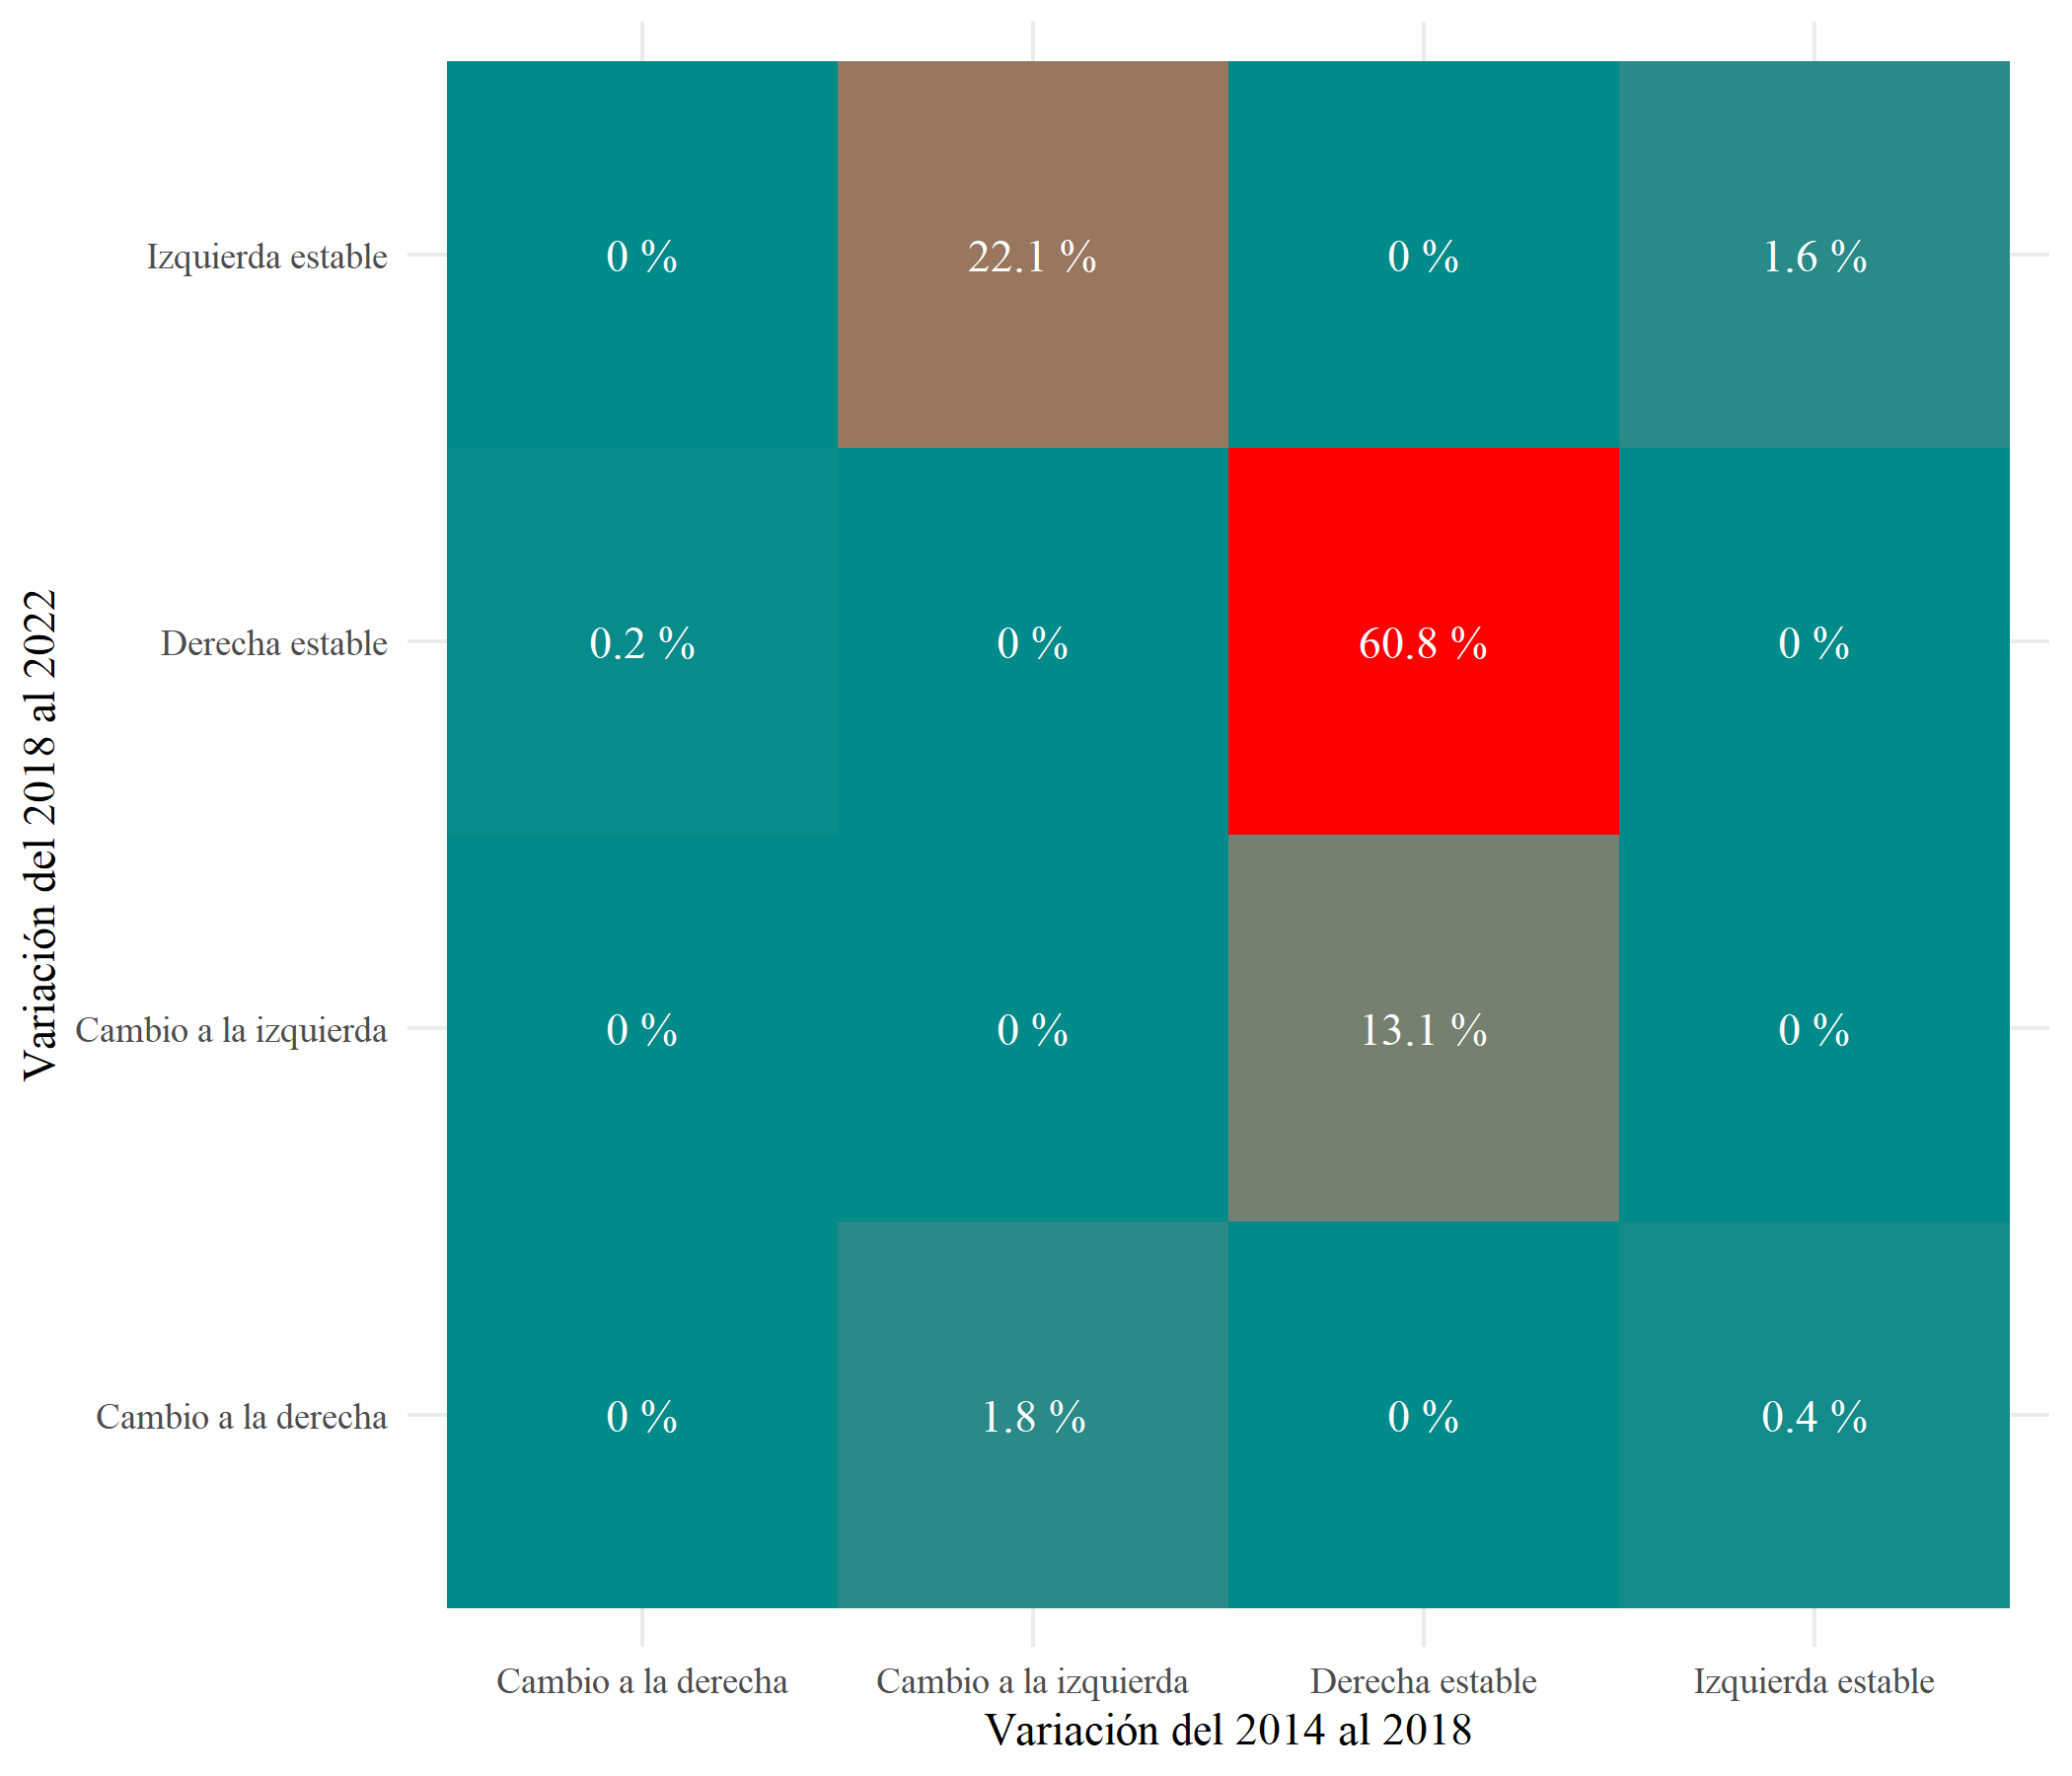 Variación del 2018 al 2022
Izquierda estable
0 %
22.1 %
0 %
1.6 %
Derecha estable
0.2 %
0 %
60.8 %
0 %
Cambio a la izquierda
0 %
0 %
13.1 %
0 %
Cambio a la derecha
0 %
1.8 %
0 %
0.4 %
Cambio a la derecha
Cambio a la izquierda
Derecha estable
Izquierda estable
Variación del 2014 al 2018